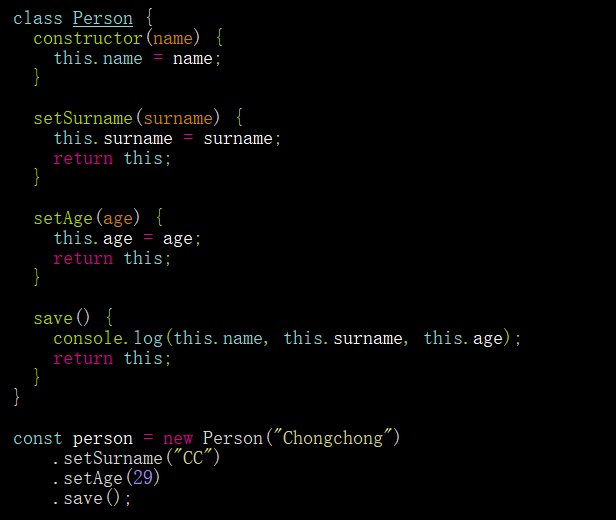 class Person {
  constructor(name) {
    this.name = name;
  }

  setSurname(surname) {
    this.surname = surname;
    return this;
  }

  setAge(age) {
    this.age = age;
    return this;
  }

  save() {
    console.log(this.name, this.surname, this.age);
    return this;
  }
}

const person = new Person("Chongchong")
    .setSurname("CC")
    .setAge(29)
    .save();